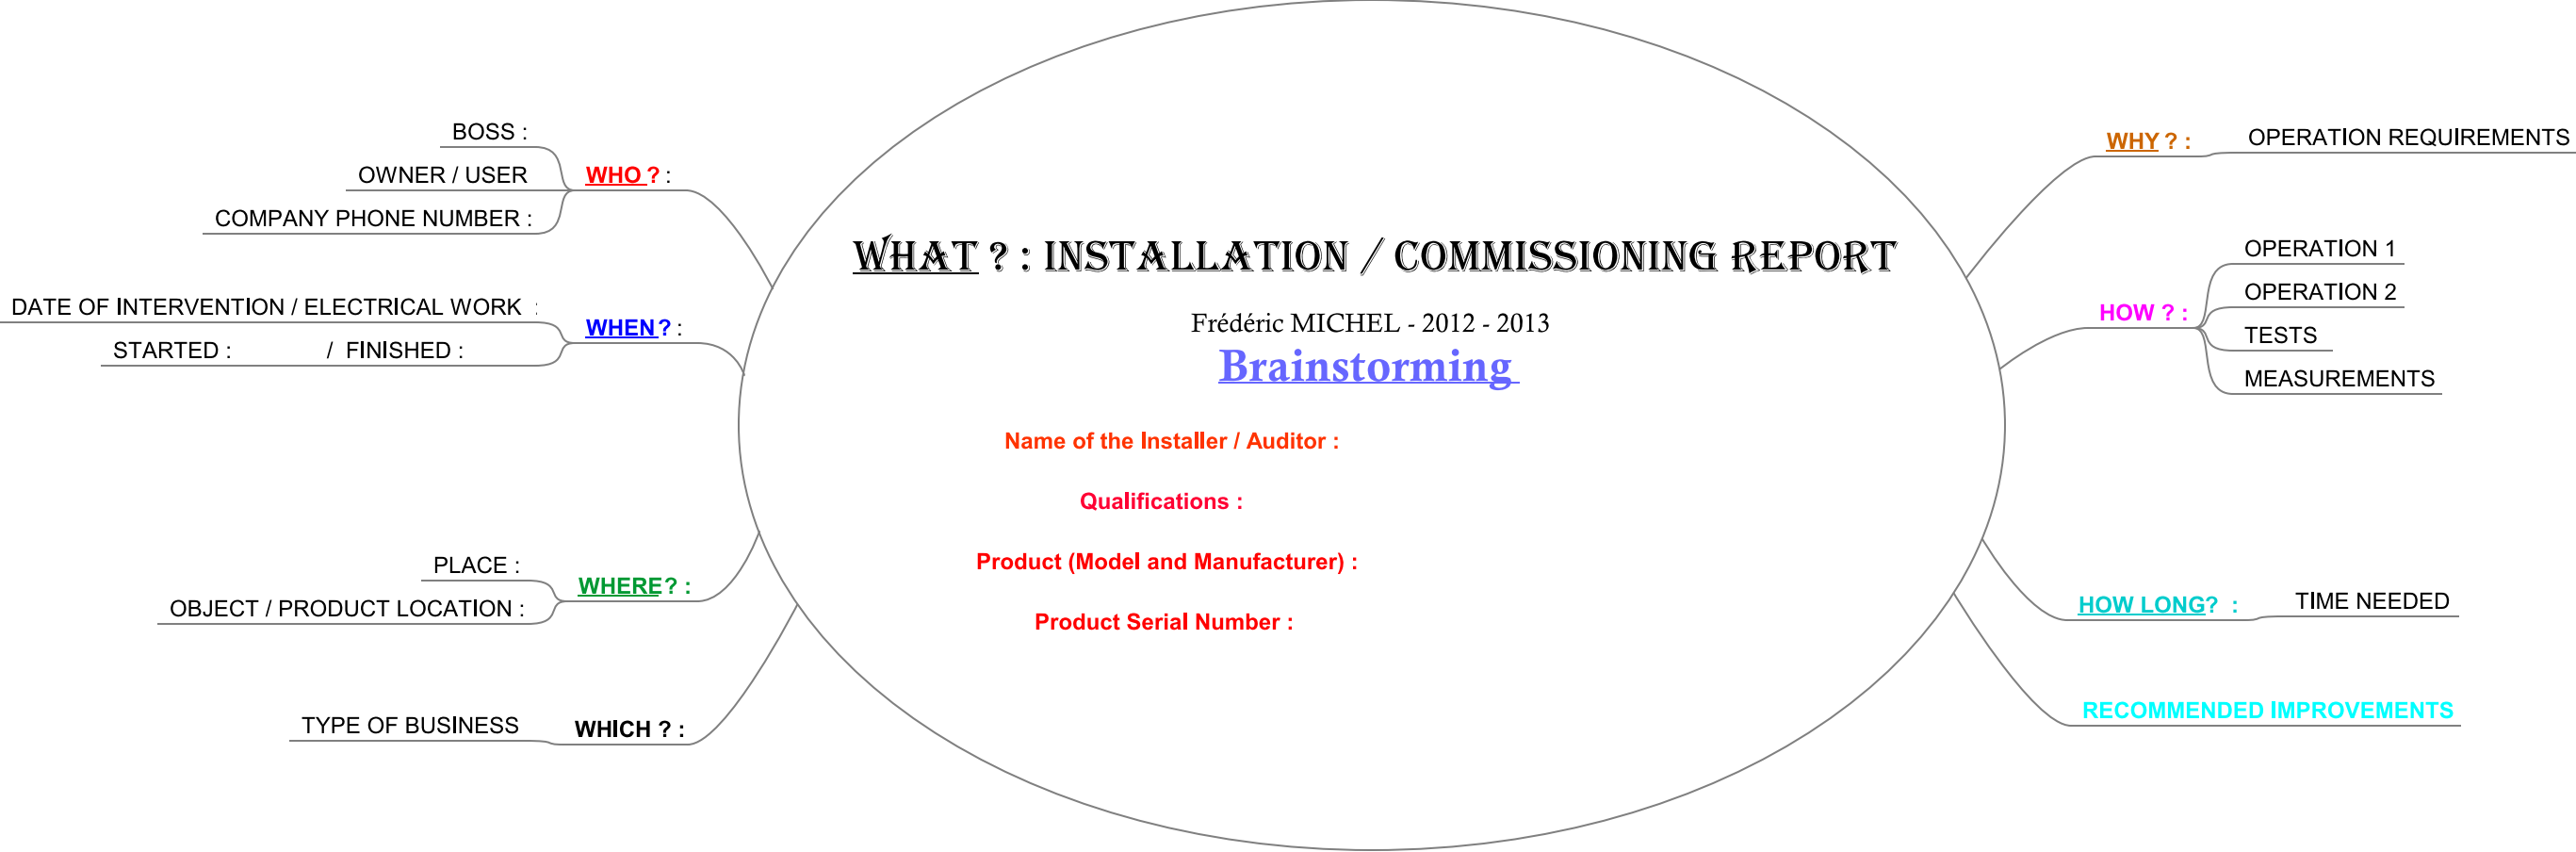 WHAT ? : INSTALLATION / COMMISSIONING REPORT
Frédéric MICHEL - 2012 - 2013
Brainstorming
Name of the Installer / Auditor :
Qualifications :
Product (Model and Manufacturer) :
Product Serial Number :
WHO ? :
BOSS :
OWNER / USER
COMPANY PHONE NUMBER :
WHEN ? :
DATE OF INTERVENTION / ELECTRICAL WORK :
STARTED : / FINISHED :
WHERE? :
PLACE :
OBJECT / PRODUCT LOCATION :
WHICH ? :
TYPE OF BUSINESS
WHY ? :
OPERATION REQUIREMENTS
HOW ? :
OPERATION 1
OPERATION 2
TESTS
MEASUREMENTS
HOW LONG? :
TIME NEEDED
RECOMMENDED IMPROVEMENTS